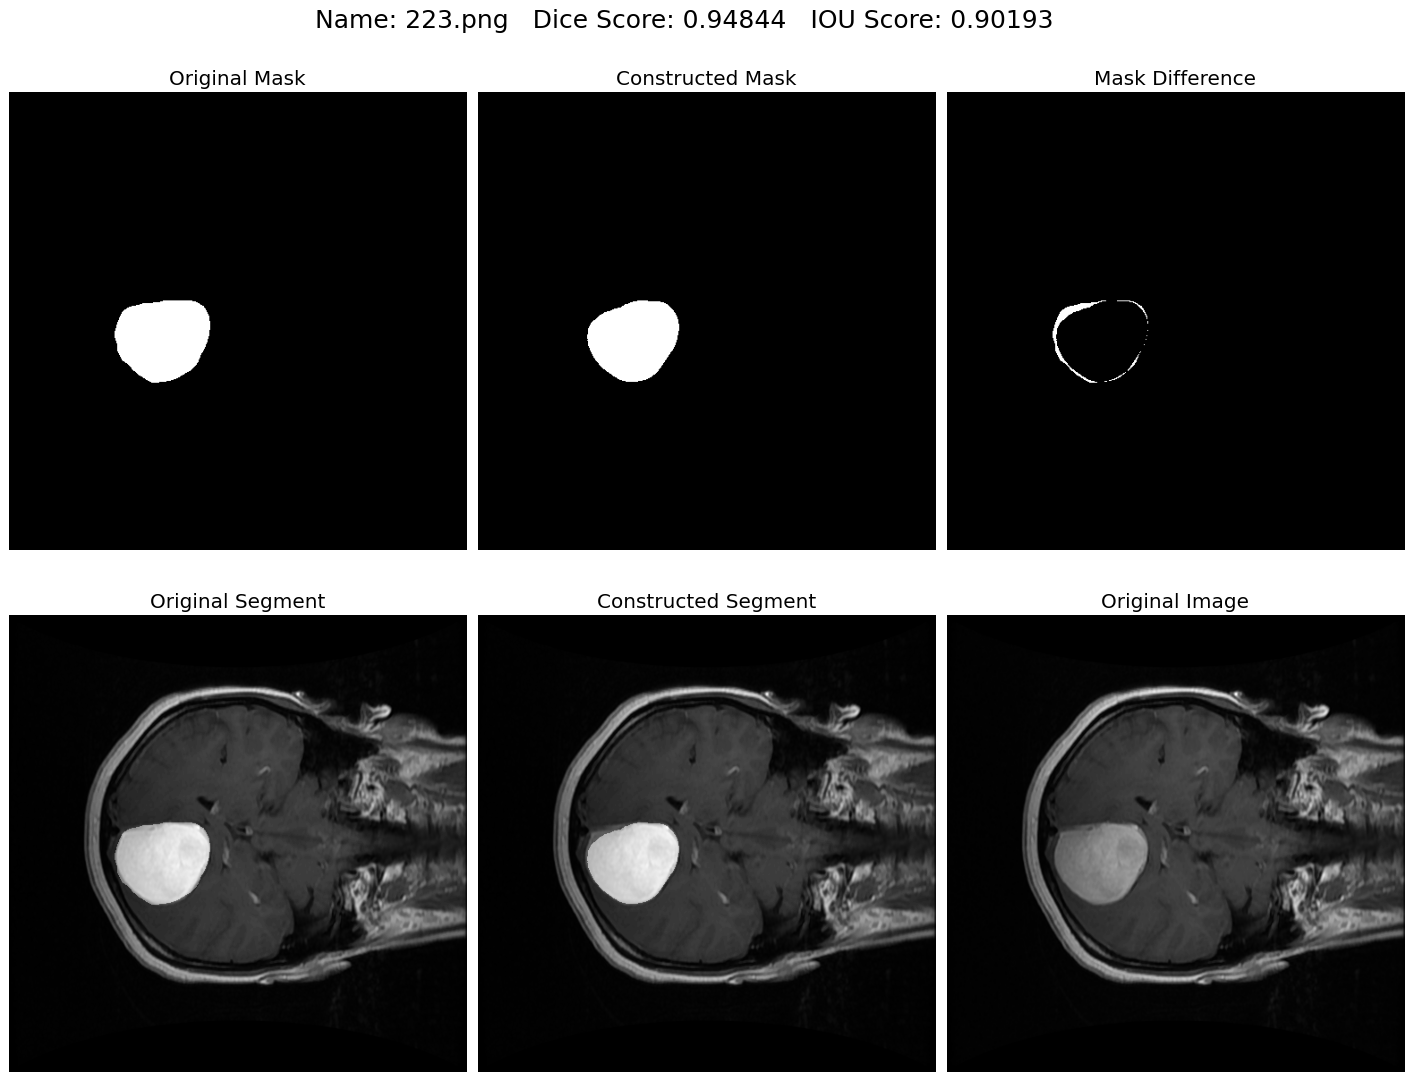 Name: 223.png   Dice Score: 0.94844   IOU Score: 0.90193
Original Mask
Constructed Mask
Mask Difference
Original Segment
Constructed Segment
Original Image